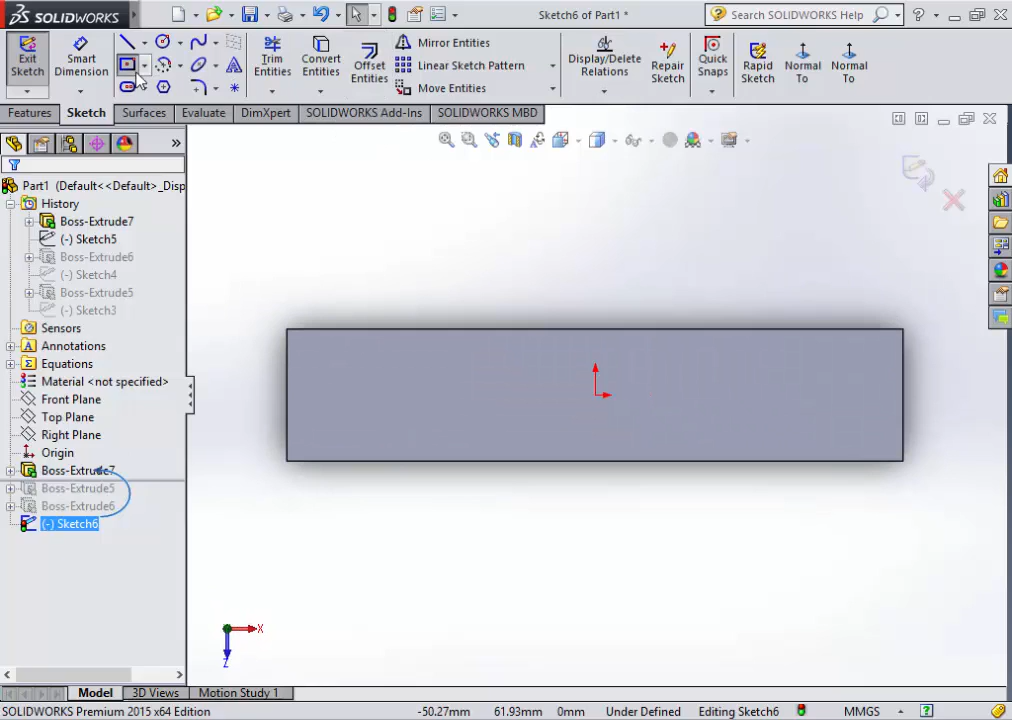 SOLIDWORKS
Sketch6 of Part1 *
Search SOLIDWORKS Help
Exit Sketch
Smart Dimension
Trim Entities
Convert Entities
Offset Entities
Mirror Entities
Linear Sketch Pattern
Move Entities
Display/Delete Relations
Repair Sketch
Quick Snaps
Rapid Sketch
Normal To
Normal To
Features
Sketch
Surfaces
Evaluate
DimXpert
SOLIDWORKS Add-Ins
SOLIDWORKS MBD
Part1 (Default<<Default>_Disp
History
Boss-Extrude7
(-) Sketch5
Boss-Extrude6
(-) Sketch4
Boss-Extrude5
(-) Sketch3
Sensors
Annotations
Equations
Material <not specified>
Front Plane
Top Plane
Right Plane
Origin
Boss-Extrude7
Boss-Extrude5
Boss-Extrude6
(-) Sketch6
X
Z
Model
3D Views
Motion Study 1
SOLIDWORKS Premium 2015 x64 Edition
-50.27mm
61.93mm
0mm
Under Defined
Editing Sketch6
MMGS